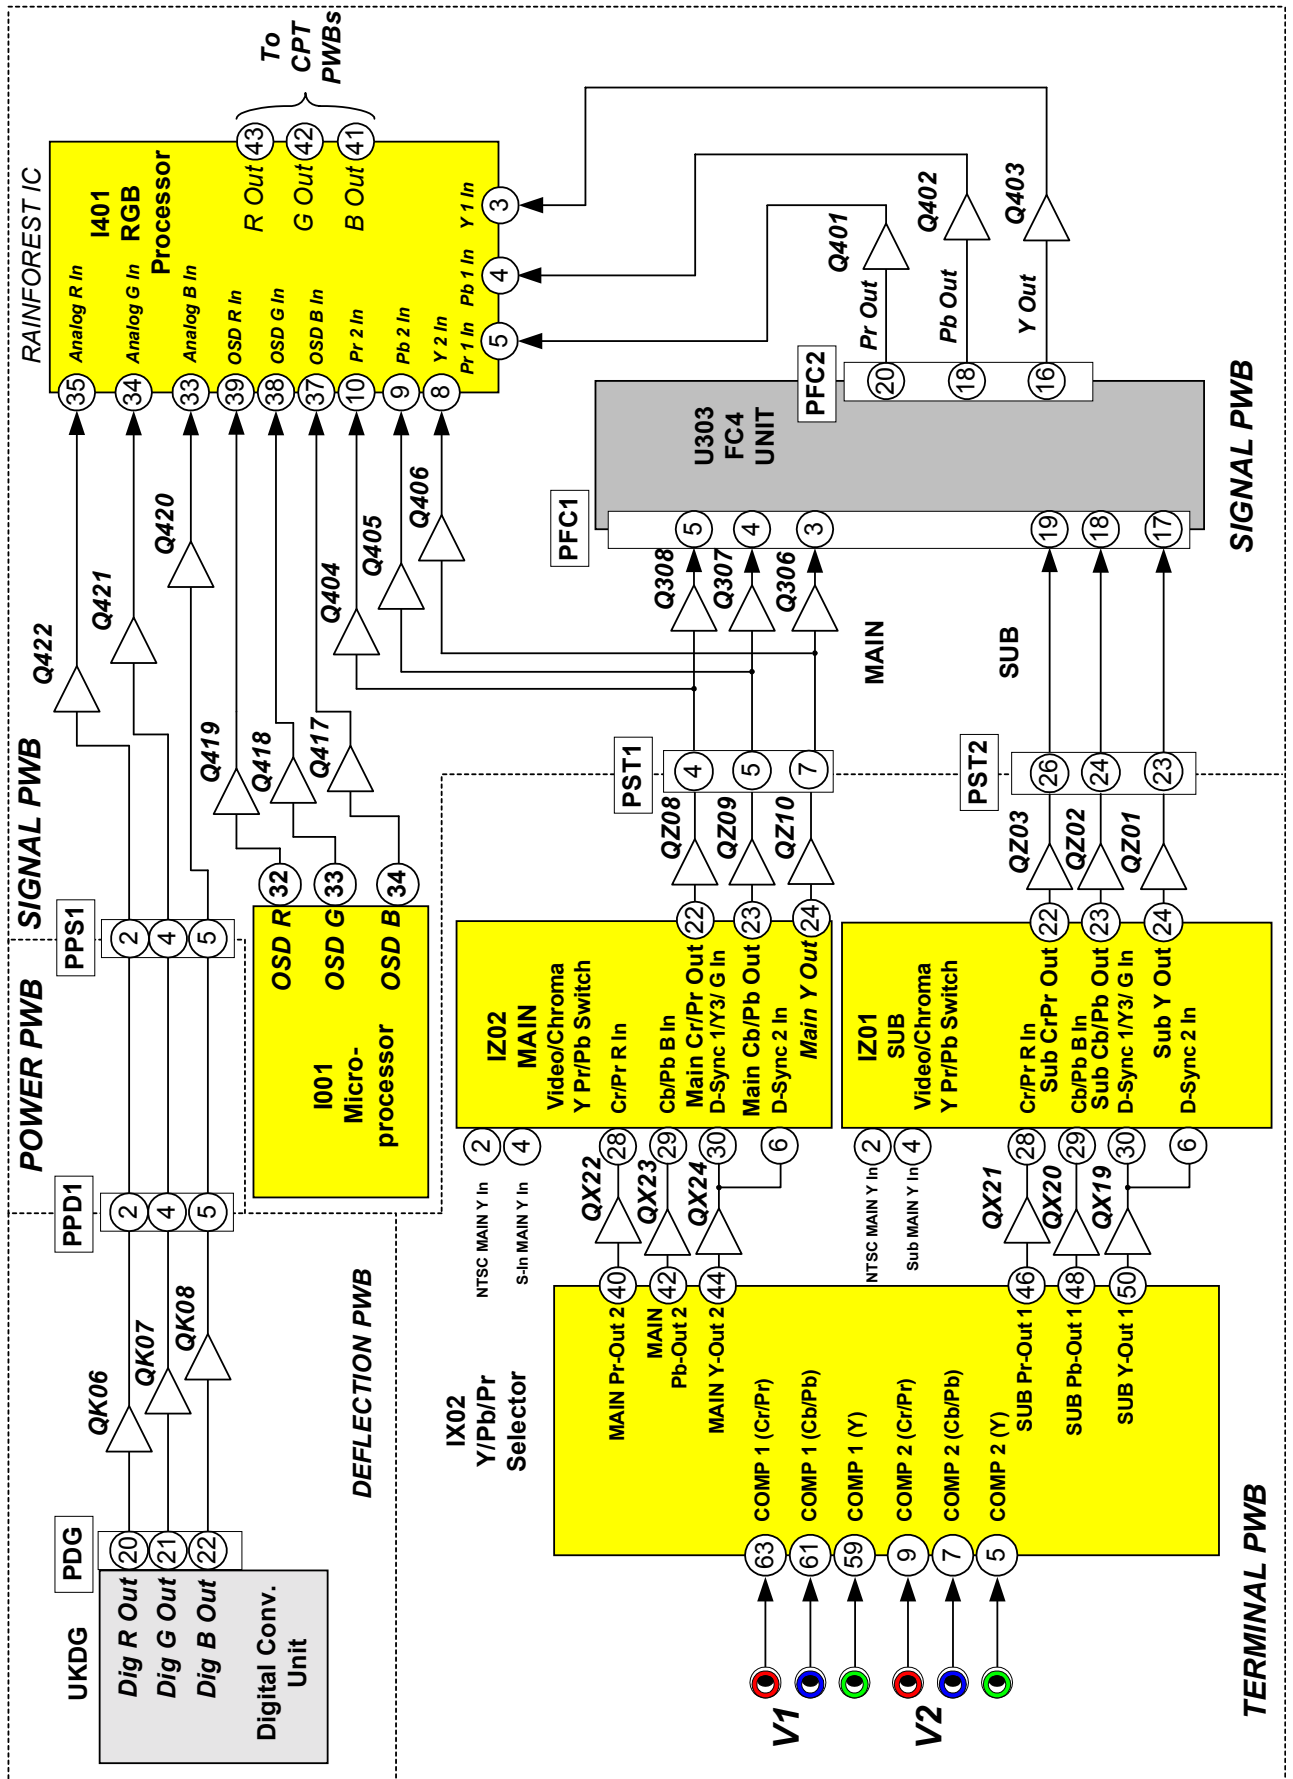 UKDG
Digital Conv.
Unit
Dig R Out
Dig G Out
Dig B Out
PDG
20
21
22
QK06
QK07
QK08
DEFLECTION PWB
PPD1
2
4
5
POWER PWB
PPS1
2
4
5
SIGNAL PWB
Q422
Q421
Q420
I001
Micro-
processor
OSD R
OSD G
OSD B
32
33
34
Q419
Q418
Q417
RAINFOREST IC
I401
RGB
Processor
35
Analog R In
34
Analog G In
33
Analog B In
39
OSD R In
38
OSD G In
37
OSD B In
10
Pr 2 In
9
Pb 2 In
8
Y 2 In
Pr 1 In
5
Pb 1 In
4
Y 1 In
3
R Out
43
G Out
42
B Out
41
To
CPT
PWBs
Q404
Q405
Q406
V1
V2
IX02
Y/Pb/Pr
Selector
63
COMP 1 (Cr/Pr)
61
COMP 1 (Cb/Pb)
59
COMP 1 (Y)
9
COMP 2 (Cr/Pr)
7
COMP 2 (Cb/Pb)
5
COMP 2 (Y)
MAIN Pr-Out 2
40
MAIN
Pb-Out 2
42
MAIN Y-Out 2
44
SUB Pr-Out 1
46
SUB Pb-Out 1
48
SUB Y-Out 1
50
QX22
QX23
QX24
QX21
QX20
QX19
NTSC MAIN Y In
2
S-In MAIN Y In
4
28
29
30
6
IZ02
MAIN
Video/Chroma
Y Pr/Pb Switch
Cr/Pr R In
Cb/Pb B In
Main Cr/Pr Out
22
D-Sync 1/Y3/ G In
Main Cb/Pb Out
23
D-Sync 2 In
Main Y Out
24
NTSC MAIN Y In
2
Sub MAIN Y In
4
28
29
30
6
IZ01
SUB
Video/Chroma
Y Pr/Pb Switch
Cr/Pr R In
Sub CrPr Out
22
Cb/Pb B In
Sub Cb/Pb Out
23
D-Sync 1/Y3/ G In
Sub Y Out
24
D-Sync 2 In
QZ08
QZ09
QZ10
QZ03
QZ02
QZ01
PST1
4
5
7
PST2
26
24
23
MAIN
SUB
Q308
Q307
Q306
PFC1
5
4
3
19
18
17
U303
FC4
UNIT
PFC2
20
18
16
Pr Out
Pb Out
Y Out
Q401
Q402
Q403
SIGNAL PWB
TERMINAL PWB